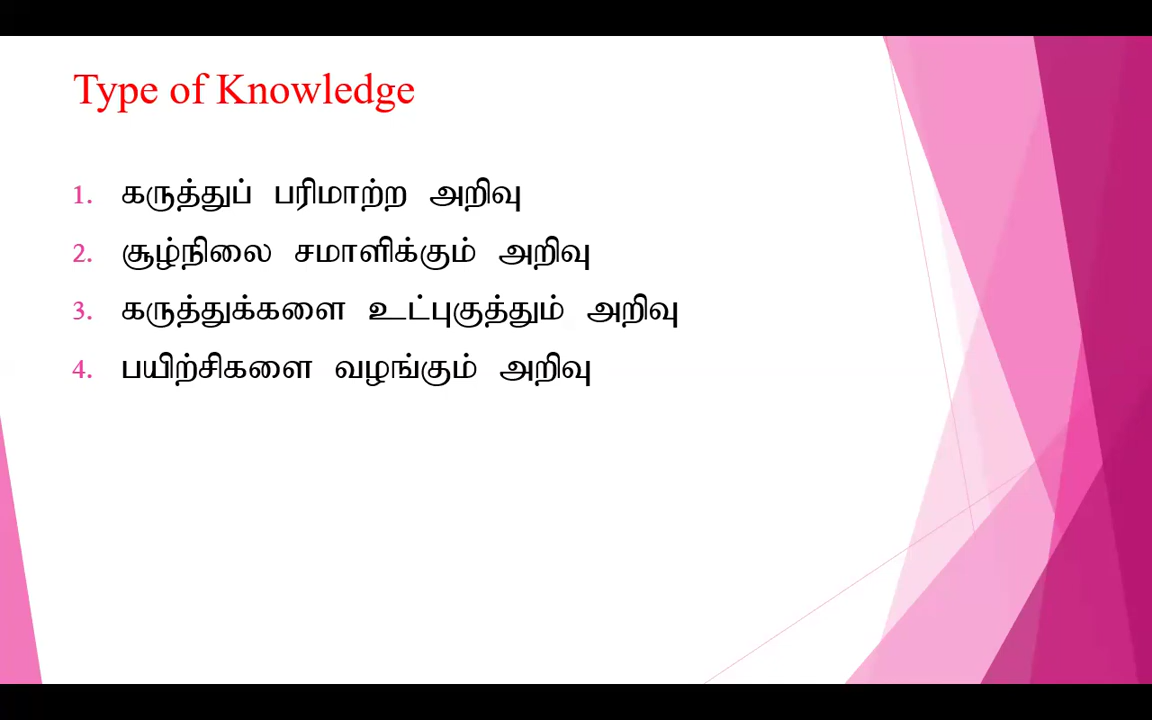 Type of Knowledge
1. கருத்துப் பரிமாற்ற அறிவு
2. சூழ்நிலை சமாளிக்கும் அறிவு
3. கருத்துக்களை உட்புகுத்தும் அறிவு
4. பயிற்சிகளை வழங்கும் அறிவு